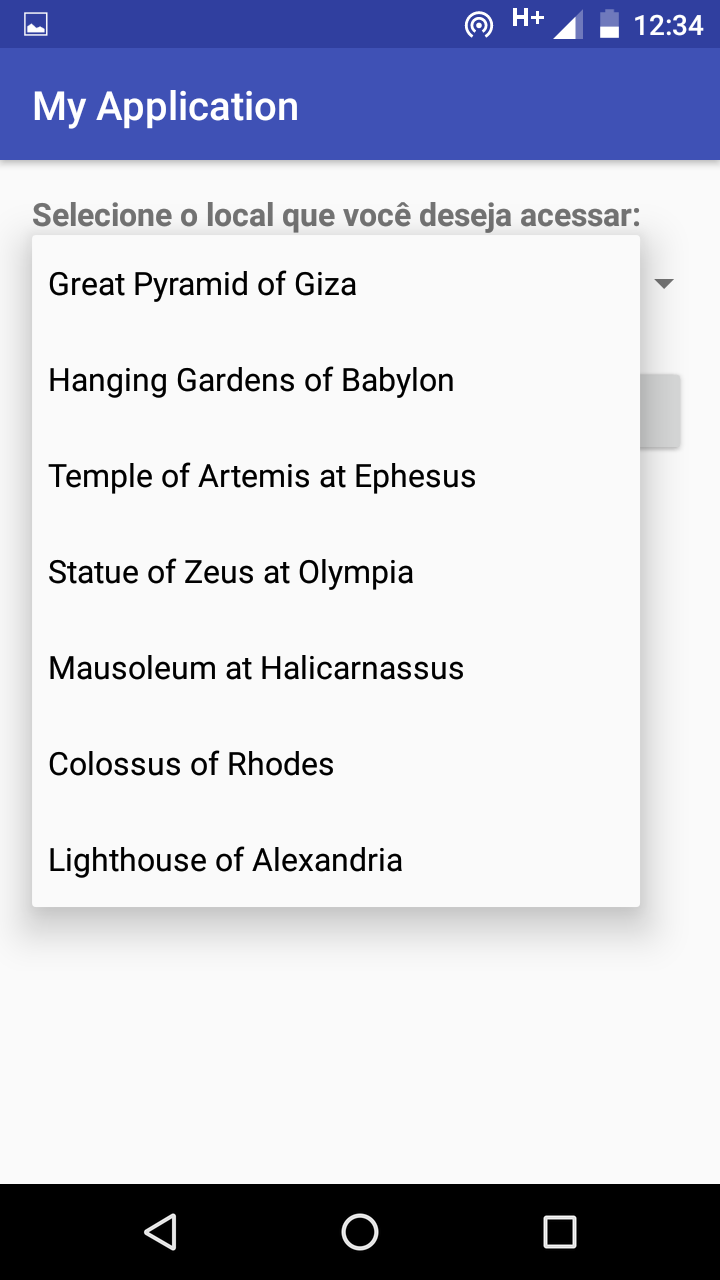 H+ 12:34
My Application
Selecione o local que você deseja acessar:
Great Pyramid of Giza
Hanging Gardens of Babylon
Temple of Artemis at Ephesus
Statue of Zeus at Olympia
Mausoleum at Halicarnassus
Colossus of Rhodes
Lighthouse of Alexandria